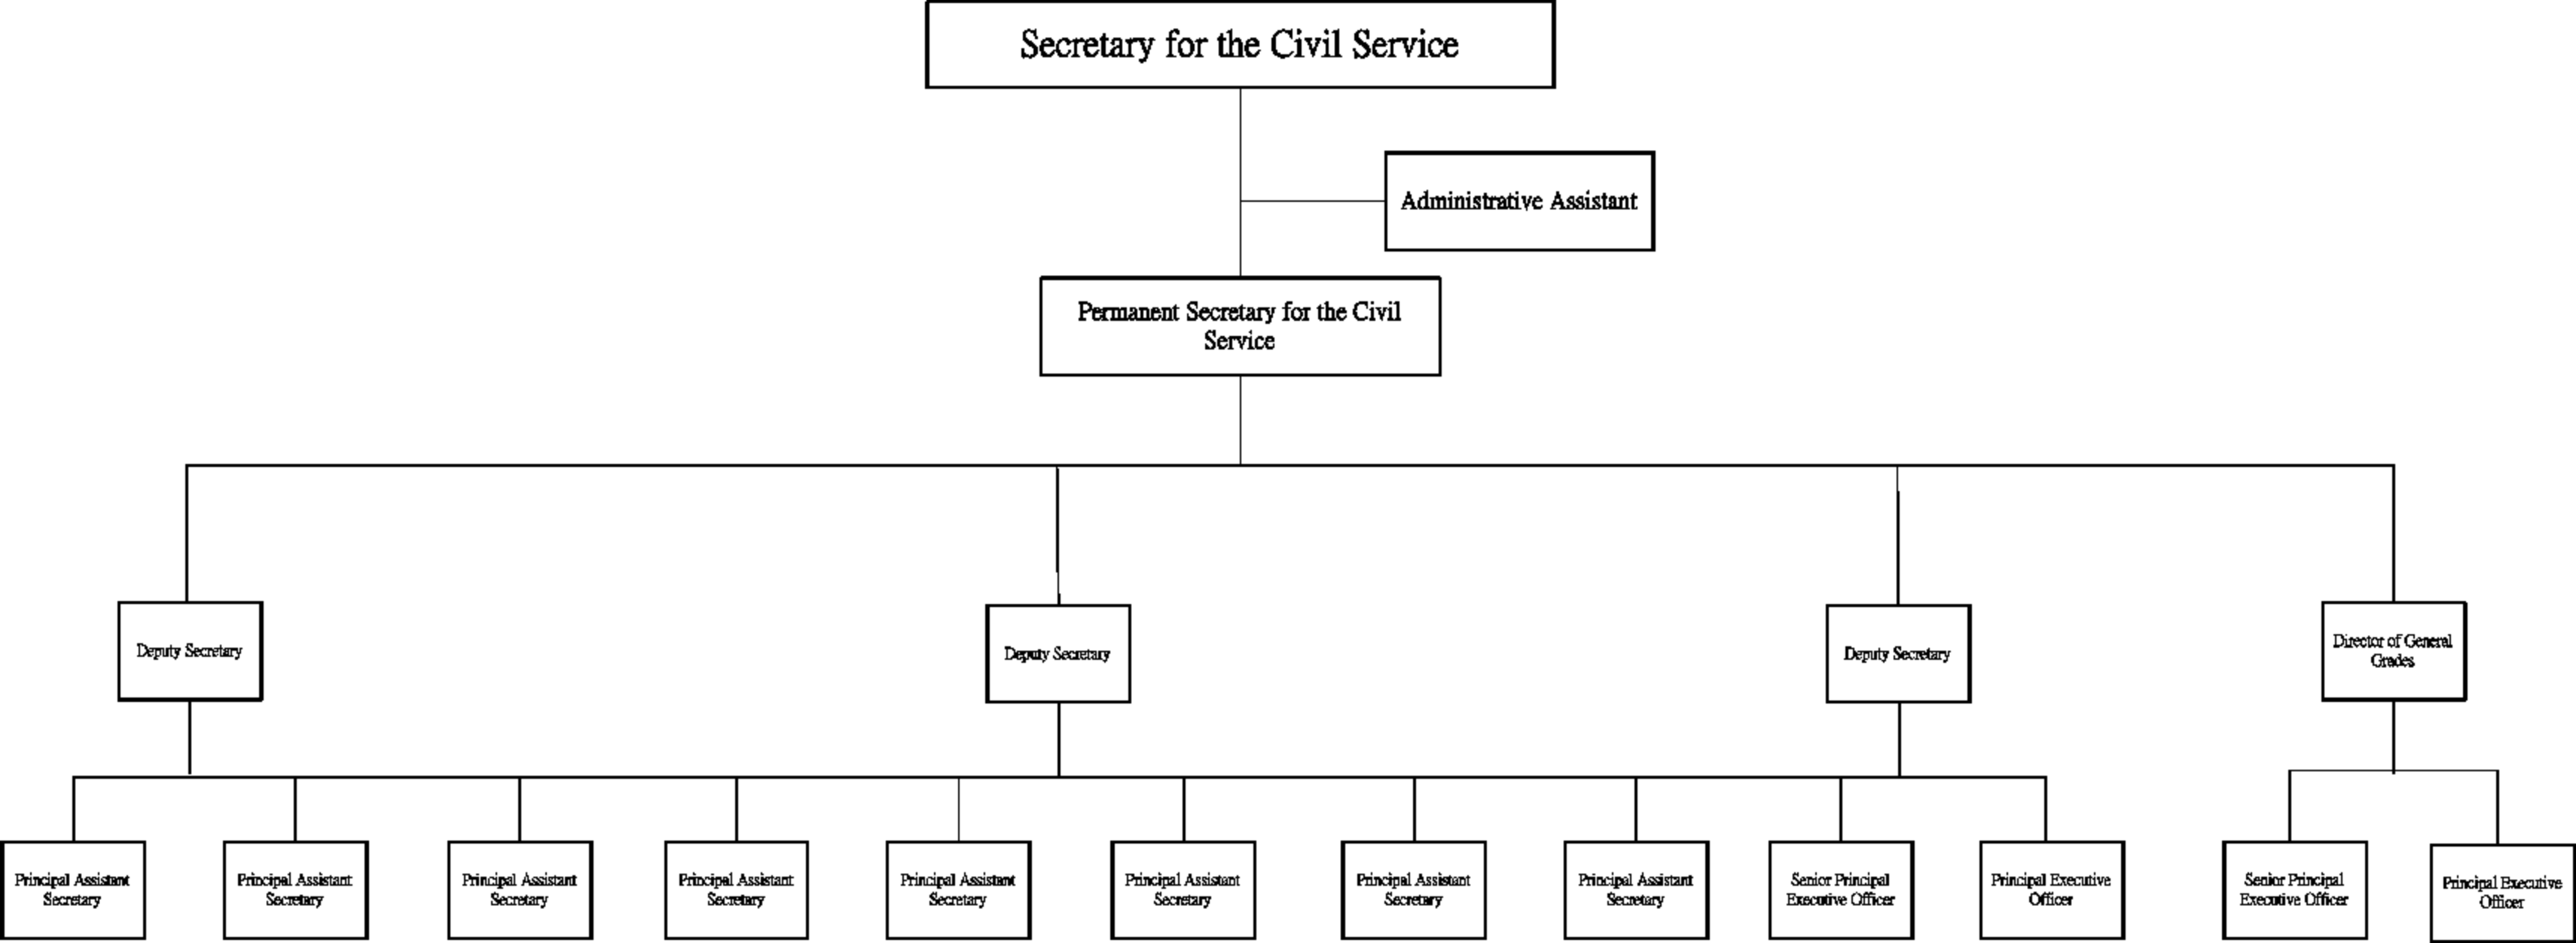 Secretary for the Civil Service
Administrative Assistant
Permanent Secretary for the Civil
Service
Deputy Secretary
Deputy Secretary
Deputy Secretary
Director of General
Grades
Principal Assistant
Secretary
Principal Assistant
Secretary
Principal Assistant
Secretary
Principal Assistant
Secretary
Principal Assistant
Secretary
Principal Assistant
Secretary
Principal Assistant
Secretary
Principal Assistant
Secretary
Senior Principal
Executive Officer
Principal Executive
Officer
Senior Principal
Executive Officer
Principal Executive
Officer